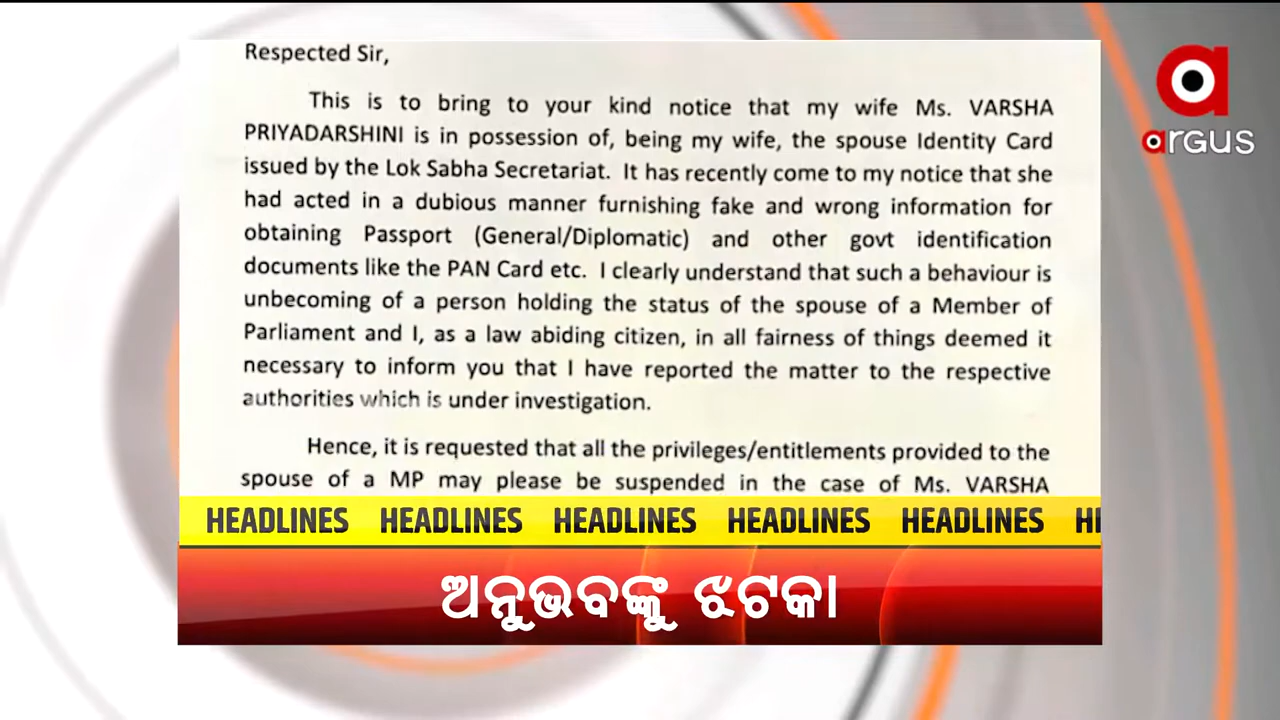 Respected Sir,
This is to bring to your kind notice that my wife Ms. VARSHA
PRIYADARSHINI is in possession of, being my wife, the spouse Identity Card
issued by the Lok Sabha Secretariat. It has recently come to my notice that she
had acted in a dubious manner furnishing fake and wrong information for
obtaining Passport (General/Diplomatic) and other govt identification
documents like the PAN Card etc. I clearly understand that such a behaviour is
unbecoming of a person holding the status of the spouse of a Member of
Parliament and I, as a law abiding citizen, in all fairness of things deemed it
necessary to inform you that I have reported the matter to the respective
authorities which is under investigation.
Hence, it is requested that all the privileges/entitlements provided to the
spouse of a MP may please be suspended in the case of Ms. VARSHA
HEADLINES HEADLINES HEADLINES HEADLINES HEADLINES
ଅନୁଭବଙ୍କୁ ଝଟକା
argus